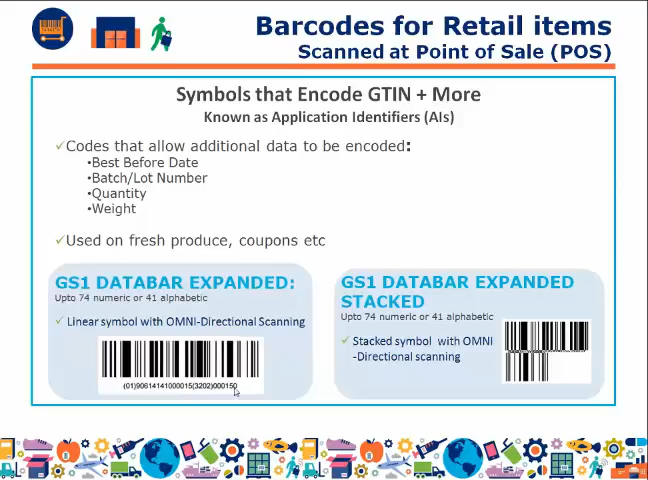 Barcodes for Retail items
Scanned at Point of Sale (POS)
Symbols that Encode GTIN + More
Known as Application Identifiers (AIs)
✓Codes that allow additional data to be encoded:
•Best Before Date
•Batch/Lot Number
•Quantity
•Weight
✓Used on fresh produce, coupons etc
GS1 DATABAR EXPANDED:
Upto 74 numeric or 41 alphabetic
✓ Linear symbol with OMNI-Directional Scanning
(01)90614141000015(3202)000150
GS1 DATABAR EXPANDED
STACKED
Upto 74 numeric or 41 alphabetic
✓ Stacked symbol with OMNI
-Directional scanning